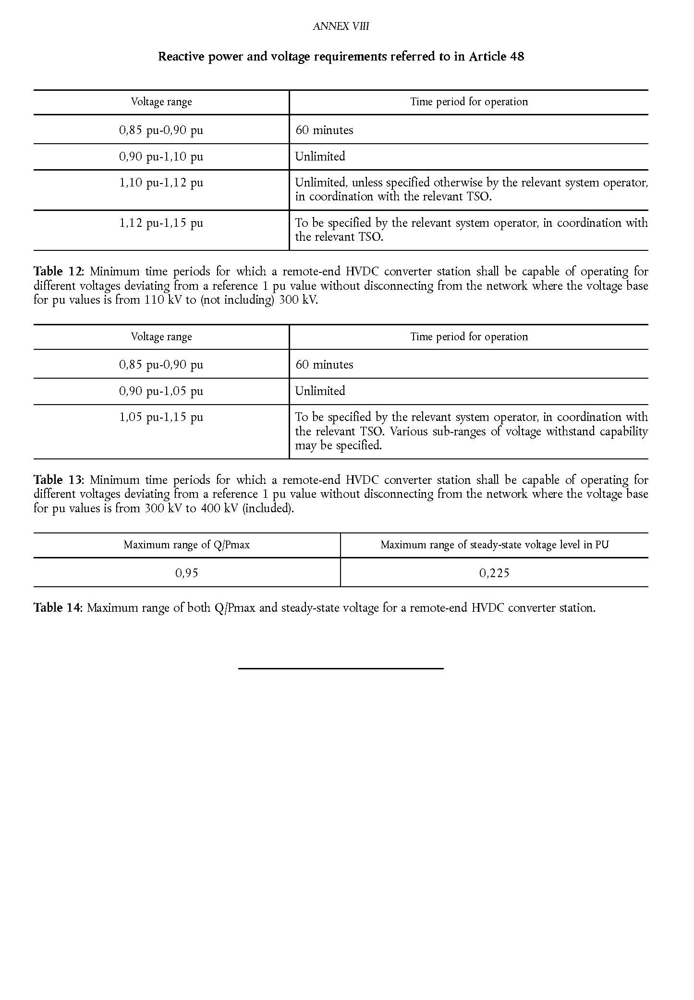 ANNEX VIII
Reactive power and voltage requirements referred to in Article 48
Voltage range Time period for operation
0,85 pu-0,90 pu 60 minutes
0,90 pu-1,10 pu Unlimited
1,10 pu-1,12 pu Unlimited, unless specified otherwise by the relevant system operator,
in coordination with the relevant TSO.
1,12 pu-1,15 pu To be specified by the relevant system operator, in coordination with
the relevant TSO.
Table 12: Minimum time periods for which a remote-end HVDC converter station shall be capable of operating for
different voltages deviating from a reference 1 pu value without disconnecting from the network where the voltage base
for pu values is from 110 kV to (not including) 300 kV.
Voltage range Time period for operation
0,85 pu-0,90 pu 60 minutes
0,90 pu-1,05 pu Unlimited
1,05 pu-1,15 pu To be specified by the relevant system operator, in coordination with
the relevant TSO. Various sub-ranges of voltage withstand capability
may be specified.
Table 13: Minimum time periods for which a remote-end HVDC converter station shall be capable of operating for
different voltages deviating from a reference 1 pu value without disconnecting from the network where the voltage base
for pu values is from 300 kV to 400 kV (included).
Maximum range of Q/Pmax Maximum range of steady-state voltage level in PU
0,95 0,225
Table 14: Maximum range of both Q/Pmax and steady-state voltage for a remote-end HVDC converter station.